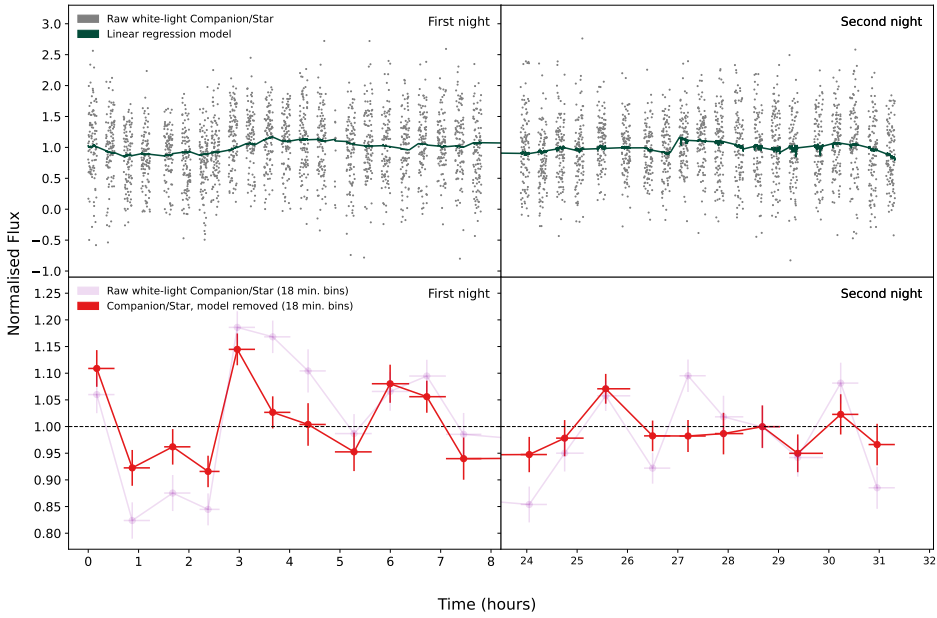 Normalised Flux
3.0
2.5
2.0
1.5
1.0
0.5
0.0
−0.5
−1.0
Raw white-light Companion/Star
Linear regression model
First night
Second night
1.25
1.20
1.15
1.10
1.05
1.00
0.95
0.90
0.85
0.80
Raw white-light Companion/Star (18 min. bins)
Companion/Star, model removed (18 min. bins)
First night
Second night
0 1 2 3 4 5 6 7 8 24 25 26 27 28 29 30 31 32
Time (hours)